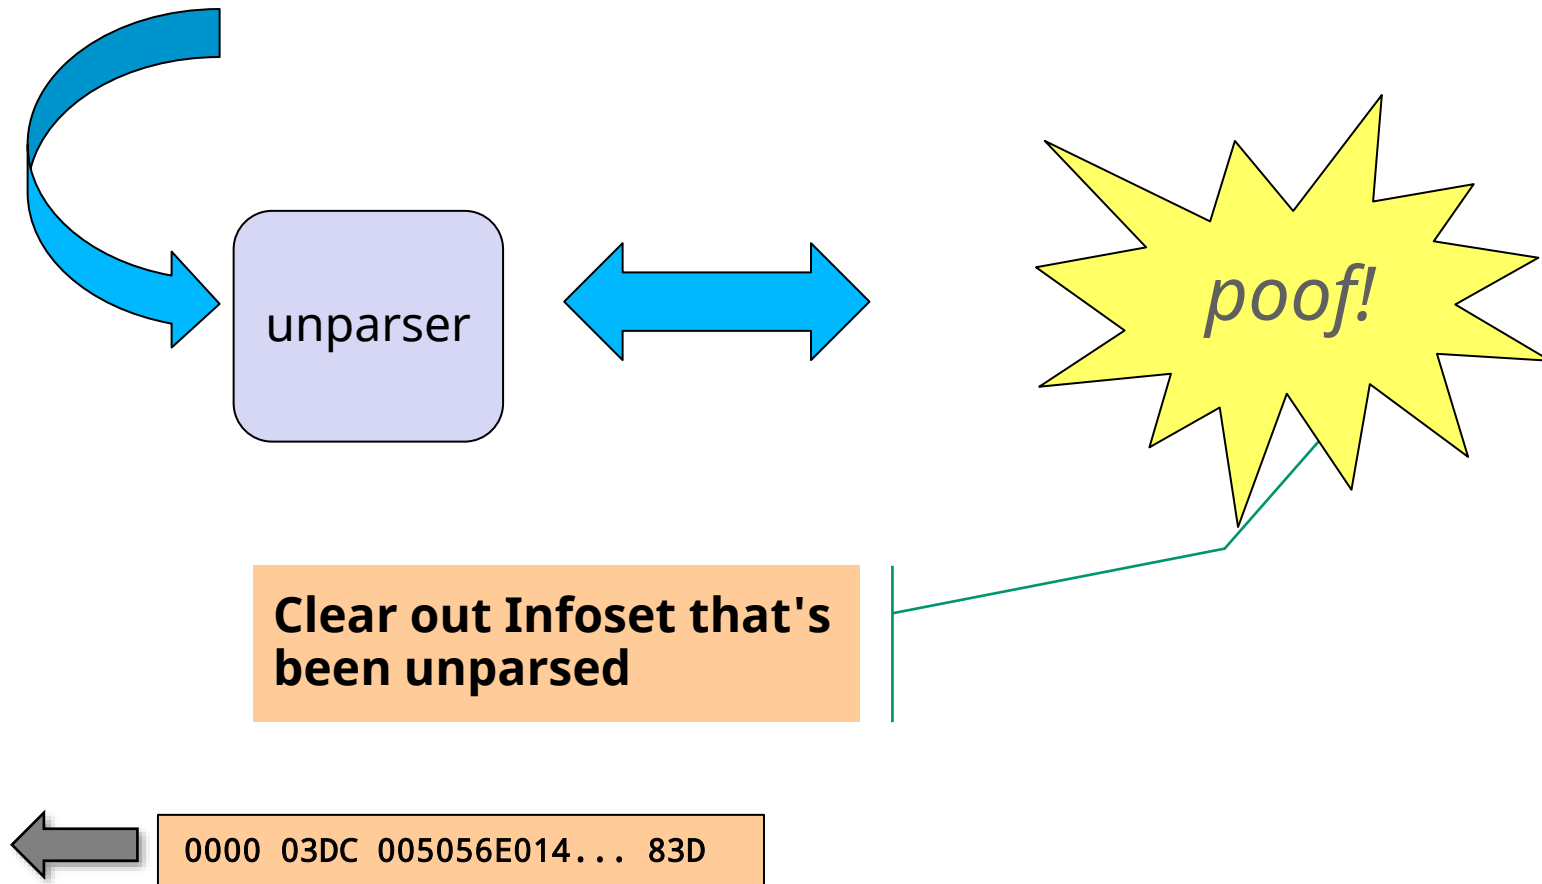 poof!
unparser
Clear out Infoset that's
been unparsed
0000 03DC 005056E014... 83D